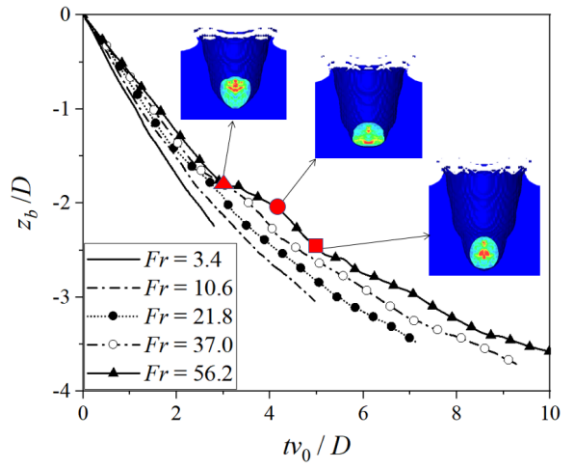 0
-1
-2
-3
-4
z_b/D
Fr = 3.4
Fr = 10.6
Fr = 21.8
Fr = 37.0
Fr = 56.2
0 2 4 6 8 10
tv₀ / D